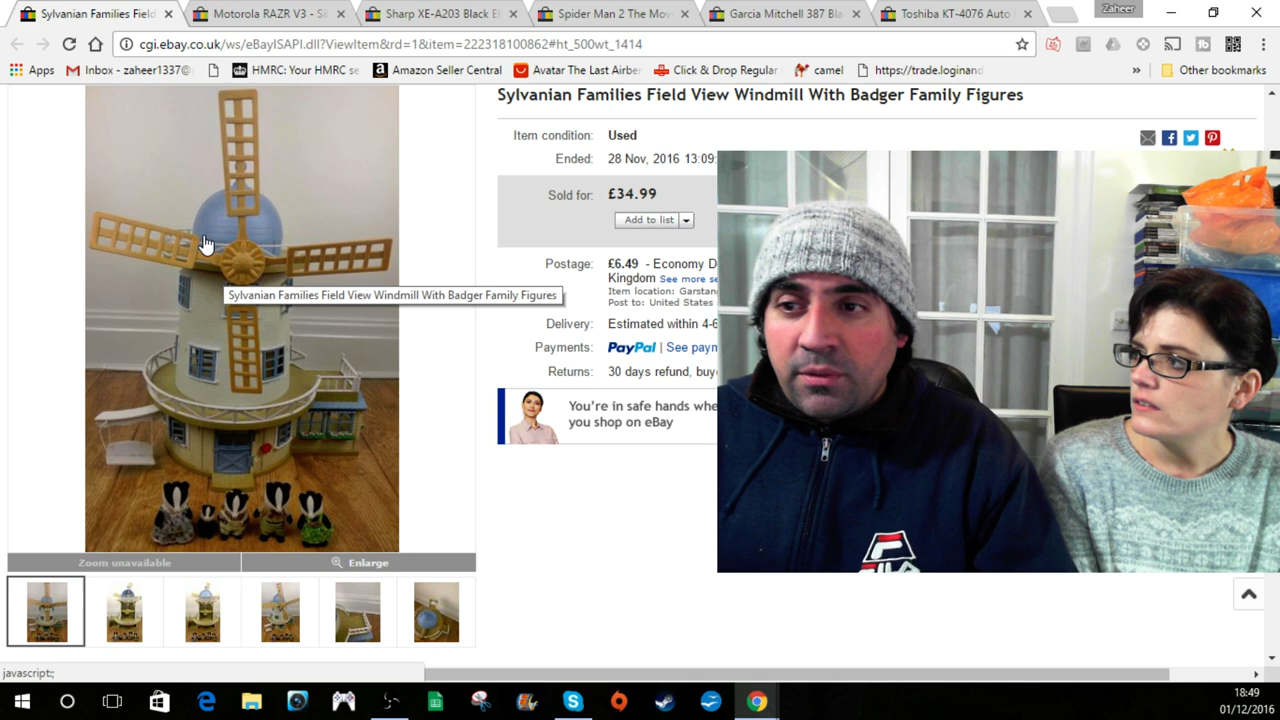 Sylvanian Families Field
Motorola RAZR V3 - Si
Sharp XE-A203 Black El
Spider Man 2 The Mov
Garcia Mitchell 387 Bla
Toshiba KT-4076 Auto
Zaheer
cgi.ebay.co.uk/ws/eBayISAPI.dll?ViewItem&rd=1&item=222318100862#ht_500wt_1414
Apps
Inbox - zaheer1337@
HMRC: Your HMRC se
Amazon Seller Central
Avatar The Last Airber
Click & Drop Regular
camel
https://trade.loginand
»
Other bookmarks
Sylvanian Families Field View Windmill With Badger Family Figures
Item condition: Used
Ended: 28 Nov, 2016 13:09:
Sold for: £34.99
Add to list
Postage: £6.49 - Economy D
Kingdom See more se
Item location: Garstang
Post to: United States
Delivery: Estimated within 4-6
Payments: PayPal | See paym
Returns: 30 days refund, buye
You're in safe hands whe
you shop on eBay
Sylvanian Families Field View Windmill With Badger Family Figures
Zoom unavailable
Enlarge
FILA
javascript:;
18:49
01/12/2016